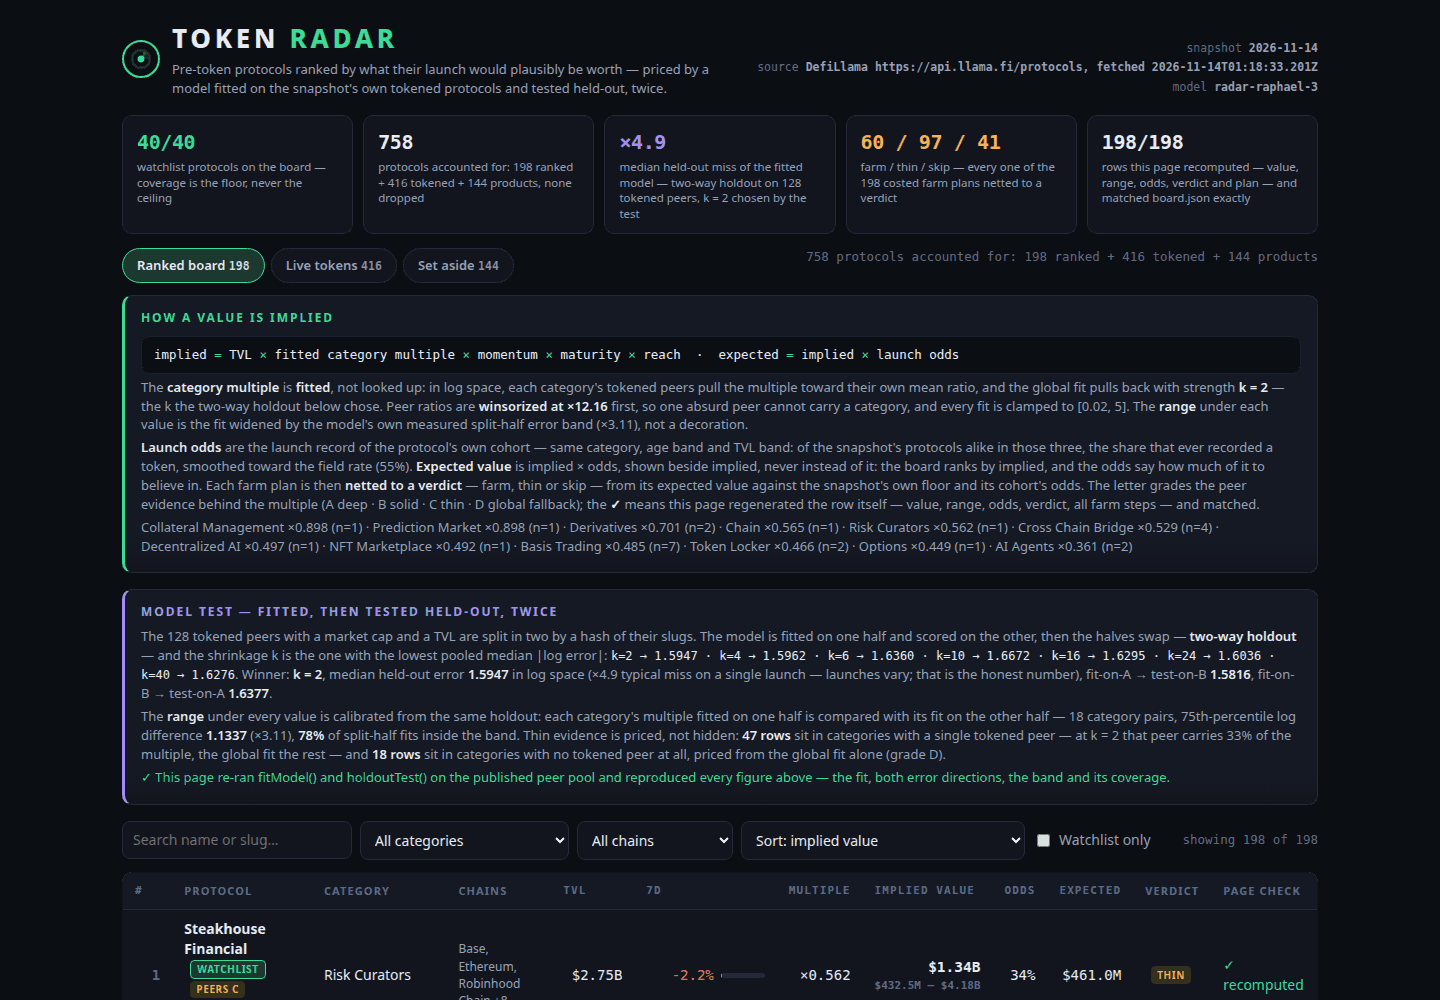 TOKEN RADAR
Pre-token protocols ranked by what their launch would plausibly be worth — priced by a
model fitted on the snapshot's own tokened protocols and tested held-out, twice.
snapshot 2026-11-14
source DefiLlama https://api.llama.fi/protocols, fetched 2026-11-14T01:18:33.201Z
model radar-raphael-3
40/40
watchlist protocols on the board —
coverage is the floor, never the
ceiling
758
protocols accounted for: 198 ranked
+ 416 tokened + 144 products, none
dropped
×4.9
median held-out miss of the fitted
model — two-way holdout on 128
tokened peers, k = 2 chosen by the
test
60 / 97 / 41
farm / thin / skip — every one of the
198 costed farm plans netted to a
verdict
198/198
rows this page recomputed — value,
range, odds, verdict and plan — and
matched board.json exactly
Ranked board 198
Live tokens 416
Set aside 144
758 protocols accounted for: 198 ranked + 416 tokened + 144 products
HOW A VALUE IS IMPLIED
implied = TVL × fitted category multiple × momentum × maturity × reach · expected = implied × launch odds
The category multiple is fitted, not looked up: in log space, each category's tokened peers pull the multiple toward their own mean ratio, and the global fit pulls back with strength k = 2 —
the k the two-way holdout below chose. Peer ratios are winsorized at ×12.16 first, so one absurd peer cannot carry a category, and every fit is clamped to [0.02, 5]. The range under each
value is the fit widened by the model's own measured split-half error band (×3.11), not a decoration.
Launch odds are the launch record of the protocol's own cohort — same category, age band and TVL band: of the snapshot's protocols alike in those three, the share that ever recorded a
token, smoothed toward the field rate (55%). Expected value is implied × odds, shown beside implied, never instead of it: the board ranks by implied, and the odds say how much of it to
believe in. Each farm plan is then netted to a verdict — farm, thin or skip — from its expected value against the snapshot's own floor and its cohort's odds. The letter grades the peer
evidence behind the multiple (A deep · B solid · C thin · D global fallback); the ✓ means this page regenerated the row itself — value, range, odds, verdict, all farm steps — and matched.
Collateral Management ×0.898 (n=1) · Prediction Market ×0.898 (n=1) · Derivatives ×0.701 (n=2) · Chain ×0.565 (n=1) · Risk Curators ×0.562 (n=1) · Cross Chain Bridge ×0.529 (n=4) ·
Decentralized AI ×0.497 (n=1) · NFT Marketplace ×0.492 (n=1) · Basis Trading ×0.485 (n=7) · Token Locker ×0.466 (n=2) · Options ×0.449 (n=1) · AI Agents ×0.361 (n=2)
MODEL TEST — FITTED, THEN TESTED HELD-OUT, TWICE
The 128 tokened peers with a market cap and a TVL are split in two by a hash of their slugs. The model is fitted on one half and scored on the other, then the halves swap — two-way holdout
— and the shrinkage k is the one with the lowest pooled median |log error|: k=2 → 1.5947 · k=4 → 1.5962 · k=6 → 1.6360 · k=10 → 1.6672 · k=16 → 1.6295 · k=24 → 1.6036 ·
k=40 → 1.6276. Winner: k = 2, median held-out error 1.5947 in log space (×4.9 typical miss on a single launch — launches vary; that is the honest number), fit-on-A → test-on-B 1.5816, fit-on-
B → test-on-A 1.6377.
The range under every value is calibrated from the same holdout: each category's multiple fitted on one half is compared with its fit on the other half — 18 category pairs, 75th-percentile log
difference 1.1337 (×3.11), 78% of split-half fits inside the band. Thin evidence is priced, not hidden: 47 rows sit in categories with a single tokened peer — at k = 2 that peer carries 33% of the
multiple, the global fit the rest — and 18 rows sit in categories with no tokened peer at all, priced from the global fit alone (grade D).
✓ This page re-ran fitModel() and holdoutTest() on the published peer pool and reproduced every figure above — the fit, both error directions, the band and its coverage.
Search name or slug…
All categories
All chains
Sort: implied value
Watchlist only
showing 198 of 198
# PROTOCOL CATEGORY CHAINS TVL 7D MULTIPLE IMPLIED VALUE ODDS EXPECTED VERDICT PAGE CHECK
1
Steakhouse
Financial
WATCHLIST
PEERS C
Risk Curators
Base,
Ethereum,
Robinhood
Chain +8
$2.75B
-2.2%
×0.562
$1.34B
$432.5M — $4.18B
34%
$461.0M
THIN
✓
recomputed